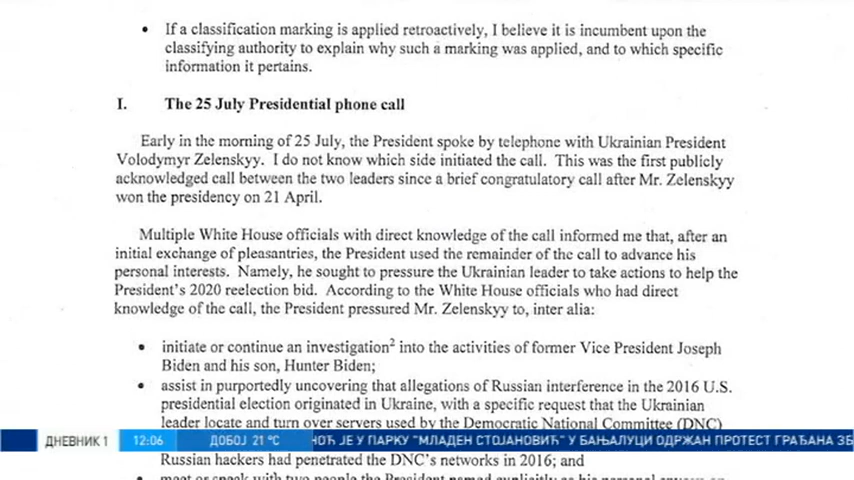 • If a classification marking is applied retroactively, I believe it is incumbent upon the
classifying authority to explain why such a marking was applied, and to which specific
information it pertains.
I. The 25 July Presidential phone call
Early in the morning of 25 July, the President spoke by telephone with Ukrainian President
Volodymyr Zelenskyy. I do not know which side initiated the call. This was the first publicly
acknowledged call between the two leaders since a brief congratulatory call after Mr. Zelenskyy
won the presidency on 21 April.
Multiple White House officials with direct knowledge of the call informed me that, after an
initial exchange of pleasantries, the President used the remainder of the call to advance his
personal interests. Namely, he sought to pressure the Ukrainian leader to take actions to help the
President's 2020 reelection bid. According to the White House officials who had direct
knowledge of the call, the President pressured Mr. Zelenskyy to, inter alia:
• initiate or continue an investigation² into the activities of former Vice President Joseph
Biden and his son, Hunter Biden;
• assist in purportedly uncovering that allegations of Russian interference in the 2016 U.S.
presidential election originated in Ukraine, with a specific request that the Ukrainian
leader locate and turn over servers used by the Democratic National Committee (DNC)
ДНЕВНИК 1 12:06 ДОБОЈ 21 °C НОЋ ЈЕ У ПАРКУ "МЛАДЕН СТОЈАНОВИЋ" У БАЊАЛУЦИ ОДРЖАН ПРОТЕСТ ГРАЂАНА ЗБ
Russian hackers had penetrated the DNC's networks in 2016; and